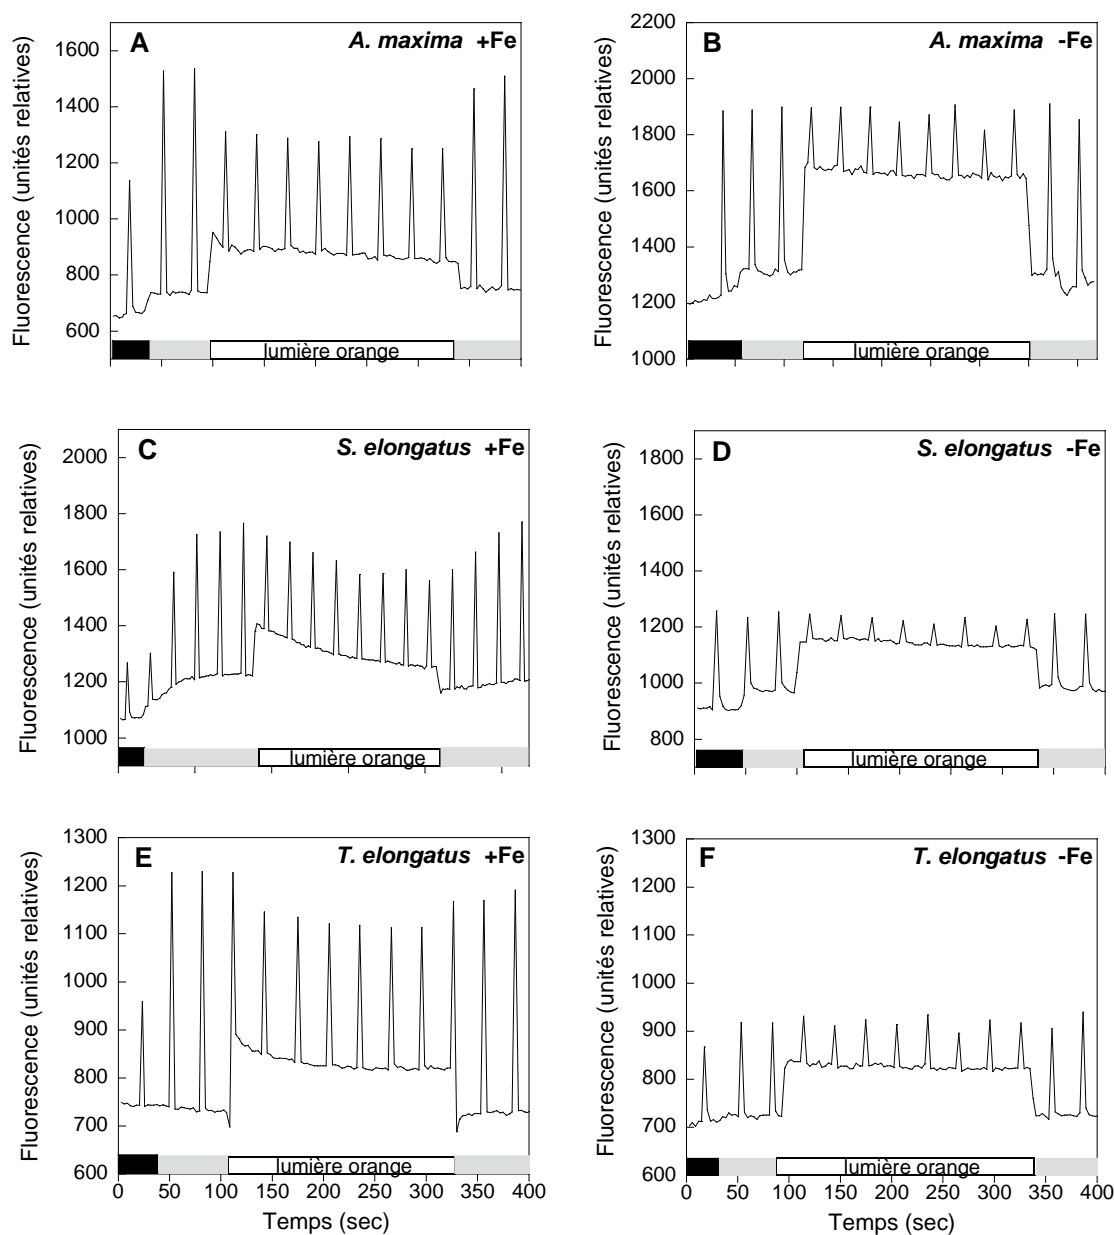 A
A. maxima +Fe
Fluorescence (unités relatives)
1600
1400
1200
1000
800
600
lumière orange
B
A. maxima -Fe
Fluorescence (unités relatives)
2200
2000
1800
1600
1400
1200
1000
lumière orange
C
S. elongatus +Fe
Fluorescence (unités relatives)
2000
1800
1600
1400
1200
1000
lumière orange
D
S. elongatus -Fe
Fluorescence (unités relatives)
1800
1600
1400
1200
1000
800
lumière orange
E
T. elongatus +Fe
Fluorescence (unités relatives)
1300
1200
1100
1000
900
800
700
600
lumière orange
0 50 100 150 200 250 300 350 400
Temps (sec)
F
T. elongatus -Fe
Fluorescence (unités relatives)
1300
1200
1100
1000
900
800
700
600
lumière orange
0 50 100 150 200 250 300 350 400
Temps (sec)